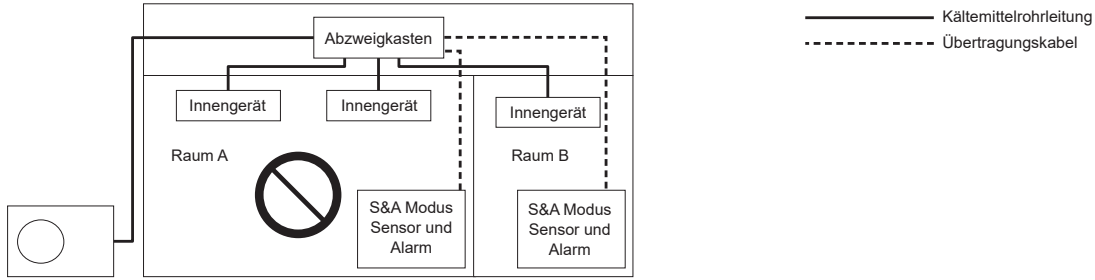 Kältemittelrohrleitung
Übertragungskabel
Abzweigkasten
Innengerät
Innengerät
Innengerät
Raum A
Raum B
S&A Modus
Sensor und
Alarm
S&A Modus
Sensor und
Alarm